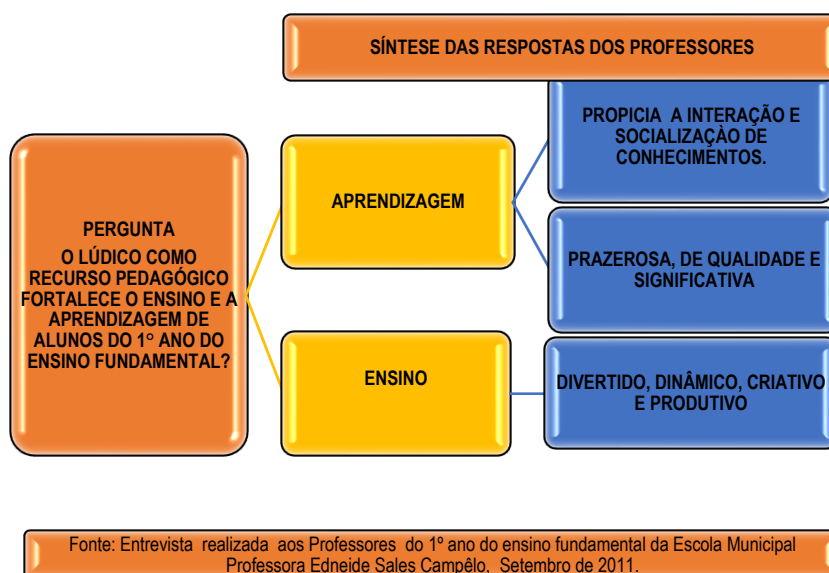 SÍNTESE DAS RESPOSTAS DOS PROFESSORES
PERGUNTA
O LÚDICO COMO
RECURSO PEDAGÓGICO
FORTALECE O ENSINO E A
APRENDIZAGEM DE
ALUNOS DO 1° ANO DO
ENSINO FUNDAMENTAL?
APRENDIZAGEM
PROPICIA A INTERAÇÃO E
SOCIALIZAÇÀO DE
CONHECIMENTOS.
PRAZEROSA, DE QUALIDADE E
SIGNIFICATIVA
ENSINO
DIVERTIDO, DINÂMICO, CRIATIVO
E PRODUTIVO
Fonte: Entrevista realizada aos Professores do 1º ano do ensino fundamental da Escola Municipal
Professora Edneide Sales Campêlo, Setembro de 2011.